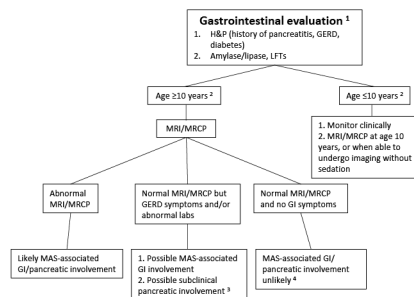 Gastrointestinal evaluation ¹
1. H&P (history of pancreatitis, GERD,
diabetes)
2. Amylase/lipase, LFTs
Age ≥10 years ²
Age ≤10 years ²
MRI/MRCP
1. Monitor clinically
2. MRI/MRCP at age 10
years, or when able to
undergo imaging without
sedation
Abnormal
MRI/MRCP
Normal MRI/MRCP but
GERD symptoms and/or
abnormal labs
Normal MRI/MRCP
and no GI symptoms
Likely MAS-associated
GI/pancreatic involvement
1. Possible MAS-associated
GI involvement
2. Possible subclinical
pancreatic involvement ³
MAS-associated GI/
pancreatic involvement
unlikely ⁴